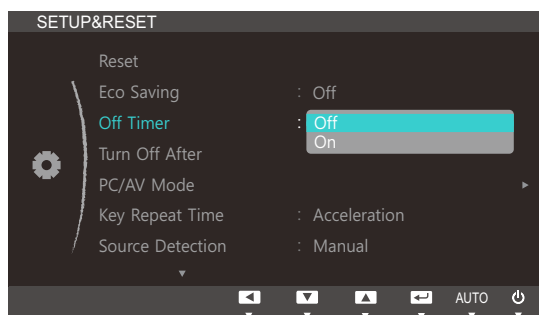 SETUP&RESET
Reset
Eco Saving : Off
Off Timer : Off
On
Turn Off After
PC/AV Mode
Key Repeat Time : Acceleration
Source Detection : Manual
AUTO